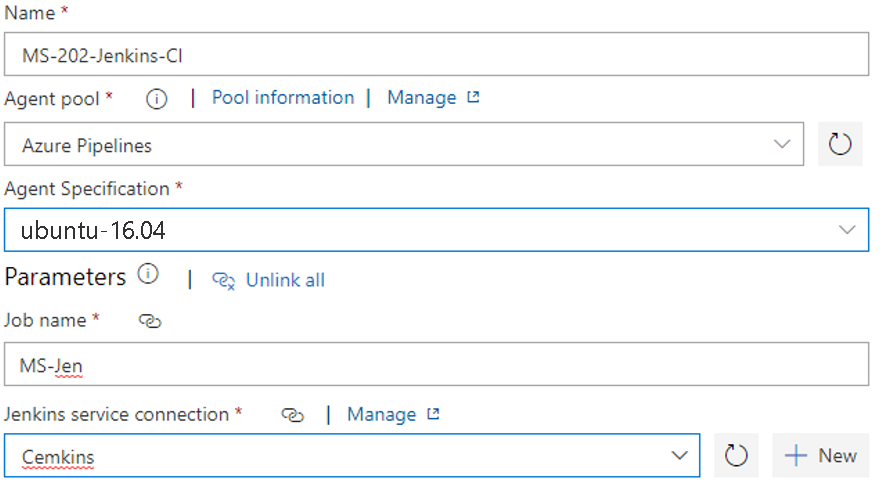 Name *
MS-202-Jenkins-CI
Agent pool * | Pool information | Manage
Azure Pipelines
Agent Specification *
ubuntu-16.04
Parameters | Unlink all
Job name *
MS-Jen
Jenkins service connection * | Manage
Cemkins New